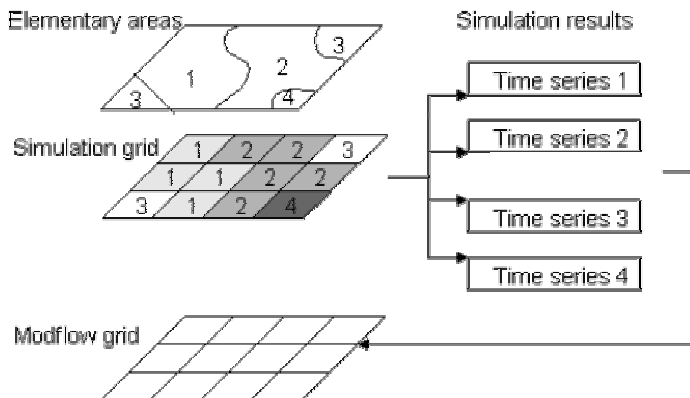 Elementary areas
Simulation results
3
1
2
3
4
Time series 1
Time series 2
Time series 3
Time series 4
Simulation grid
1 2 2 3
1 1 2 2
3 1 2 4
Modflow grid